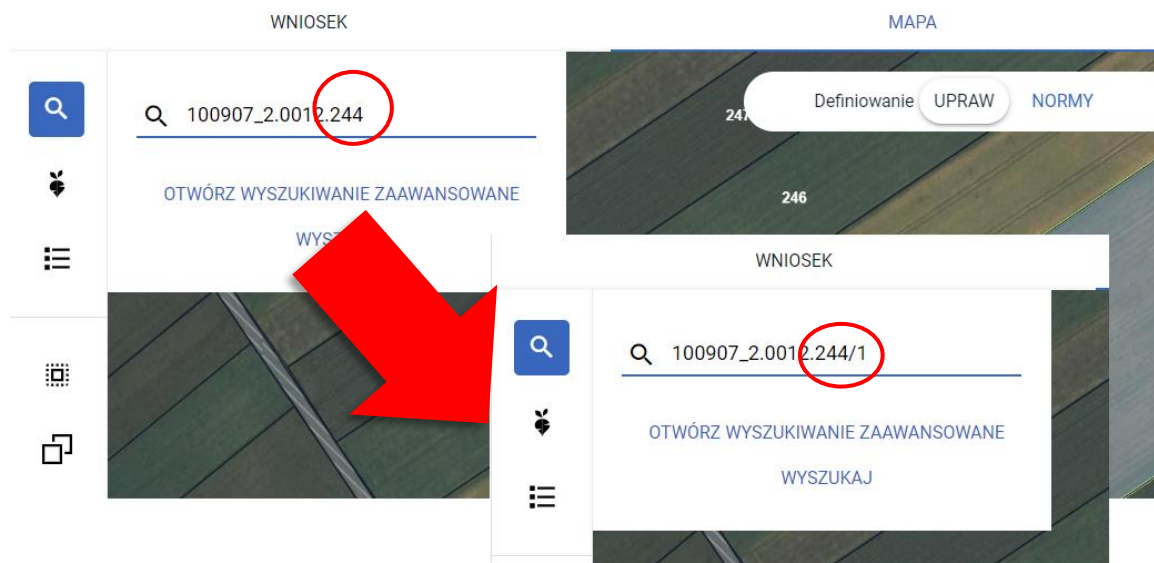 WNIOSEK
MAPA
100907_2.0012.244
Definiowanie UPRAW NORMY
247
246
OTWÓRZ WYSZUKIWANIE ZAAWANSOWANE
WNIOSEK
100907_2.0012.244/1
OTWÓRZ WYSZUKIWANIE ZAAWANSOWANE
WYSZUKAJ